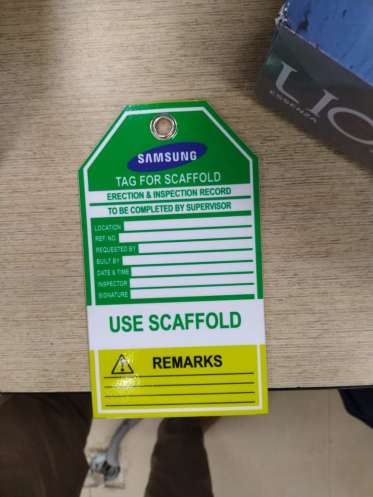 SAMSUNG
TAG FOR SCAFFOLD
ERECTION & INSPECTION RECORD
TO BE COMPLETED BY SUPERVISOR
LOCATION
REF. NO.
REQUESTED BY
BUILT BY
DATE & TIME
INSPECTOR
SIGNATURE
USE SCAFFOLD
REMARKS
ESSENZA